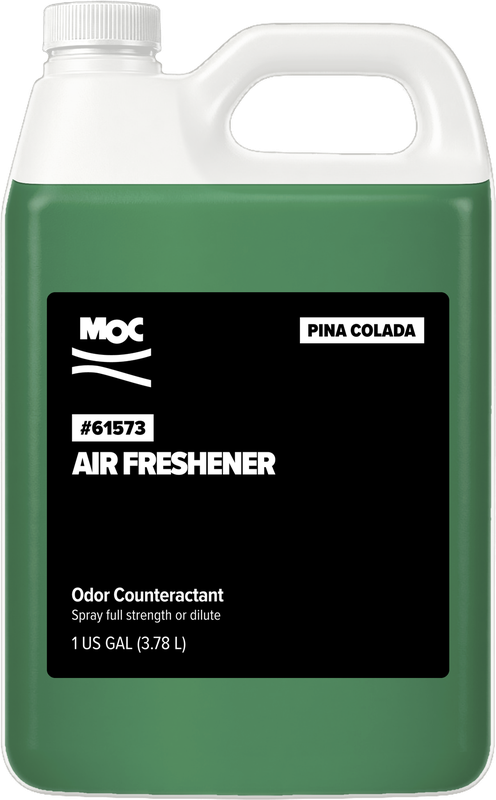 MOC
PINA COLADA
#61573
AIR FRESHENER
Odor Counteractant
Spray full strength or dilute
1 US GAL (3.78 L)